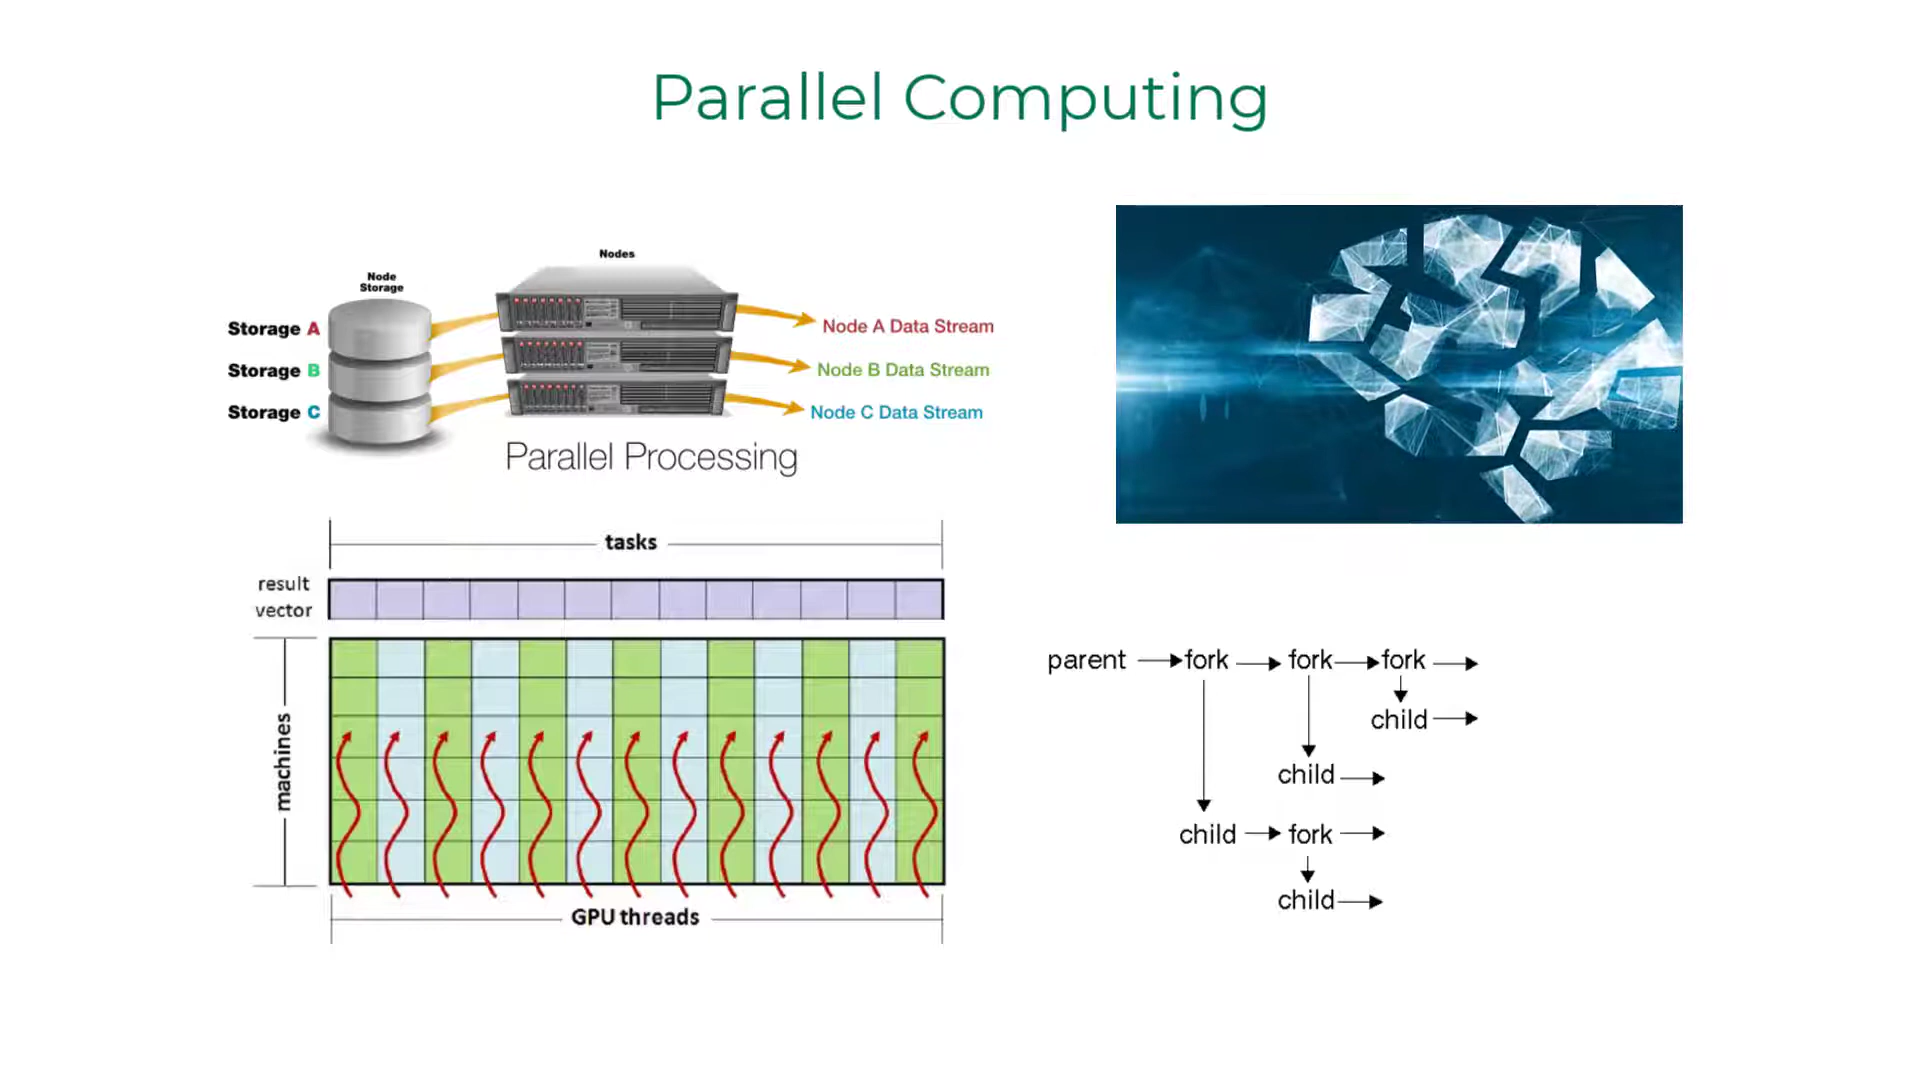 Parallel Computing
Nodes
Node
Storage
Storage A
Storage B
Storage C
Node A Data Stream
Node B Data Stream
Node C Data Stream
Parallel Processing
tasks
result
vector
machines
GPU threads
parent fork fork fork
child
child
child fork
child